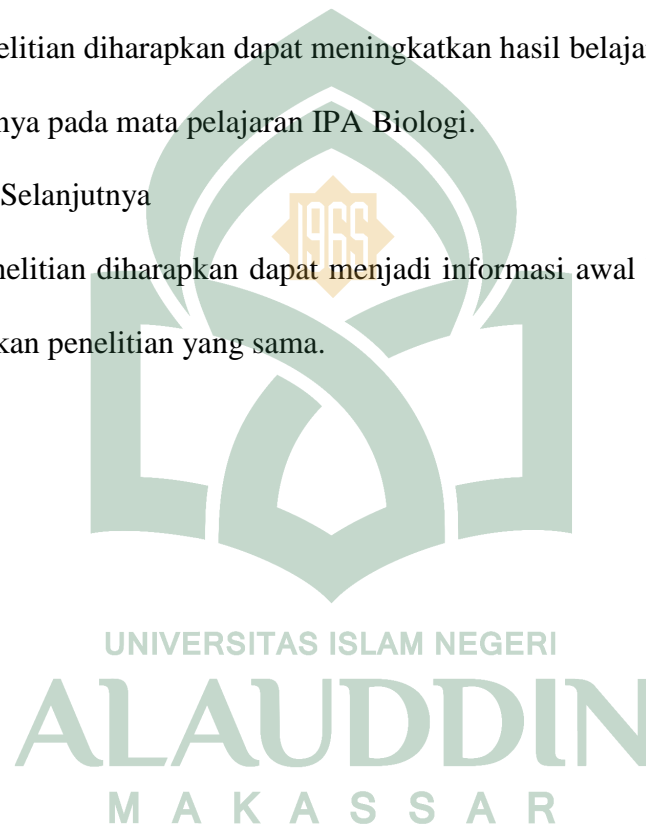 elitian diharapkan dapat meningkatkan hasil belaja
nya pada mata pelajaran IPA Biologi.
Selanjutnya
nelitian diharapkan dapat menjadi informasi awal
kan penelitian yang sama.
1965
UNIVERSITAS ISLAM NEGERI
ALAUDDIN
MAKASSAR